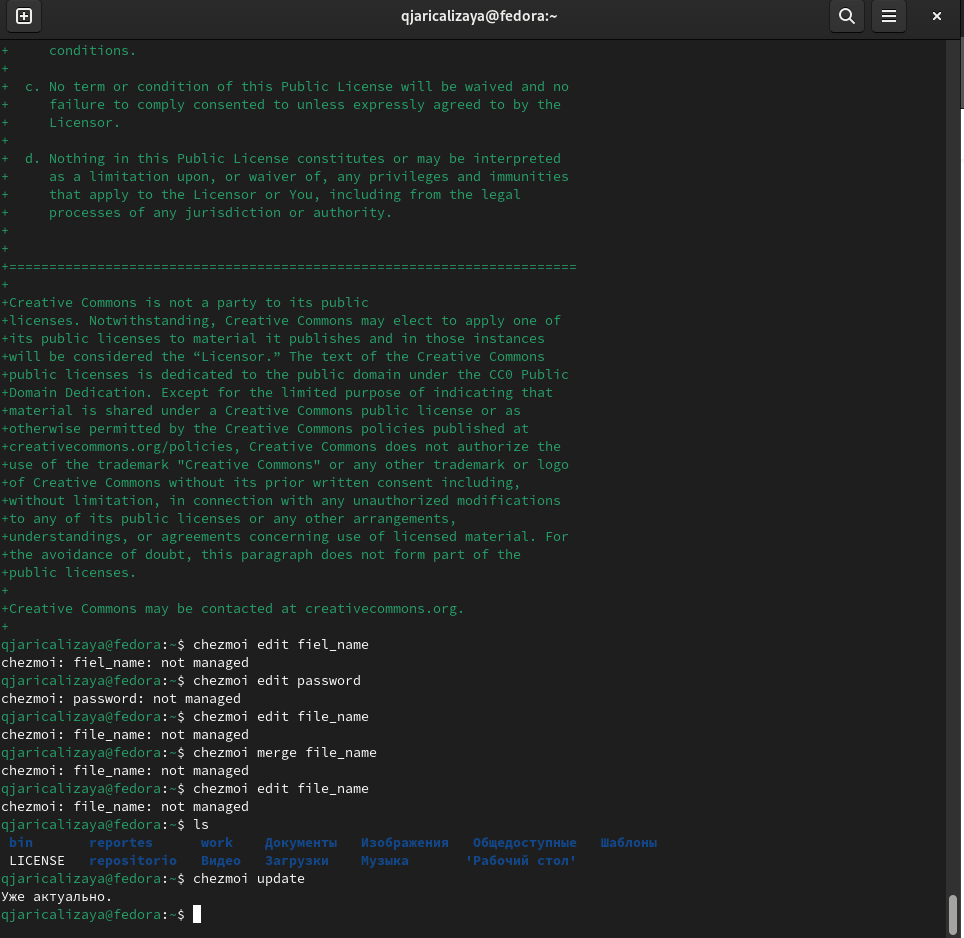 qjaricalizaya@fedora:~
+     conditions.
+
+  c. No term or condition of this Public License will be waived and no
+     failure to comply consented to unless expressly agreed to by the
+     Licensor.
+
+  d. Nothing in this Public License constitutes or may be interpreted
+     as a limitation upon, or waiver of, any privileges and immunities
+     that apply to the Licensor or You, including from the legal
+     processes of any jurisdiction or authority.
+
+
+=======================================================================
+
+Creative Commons is not a party to its public
+licenses. Notwithstanding, Creative Commons may elect to apply one of
+its public licenses to material it publishes and in those instances
+will be considered the “Licensor.” The text of the Creative Commons
+public licenses is dedicated to the public domain under the CC0 Public
+Domain Dedication. Except for the limited purpose of indicating that
+material is shared under a Creative Commons public license or as
+otherwise permitted by the Creative Commons policies published at
+creativecommons.org/policies, Creative Commons does not authorize the
+use of the trademark "Creative Commons" or any other trademark or logo
+of Creative Commons without its prior written consent including,
+without limitation, in connection with any unauthorized modifications
+to any of its public licenses or any other arrangements,
+understandings, or agreements concerning use of licensed material. For
+the avoidance of doubt, this paragraph does not form part of the
+public licenses.
+
+Creative Commons may be contacted at creativecommons.org.
+
qjaricalizaya@fedora:~$ chezmoi edit fiel_name
chezmoi: fiel_name: not managed
qjaricalizaya@fedora:~$ chezmoi edit password
chezmoi: password: not managed
qjaricalizaya@fedora:~$ chezmoi edit file_name
chezmoi: file_name: not managed
qjaricalizaya@fedora:~$ chezmoi merge file_name
chezmoi: file_name: not managed
qjaricalizaya@fedora:~$ chezmoi edit file_name
chezmoi: file_name: not managed
qjaricalizaya@fedora:~$ ls
 bin       reportes      work    Документы   Изображения   Общедоступные   Шаблоны
 LICENSE   repositorio   Видео   Загрузки    Музыка       'Рабочий стол'
qjaricalizaya@fedora:~$ chezmoi update
Уже актуально.
qjaricalizaya@fedora:~$